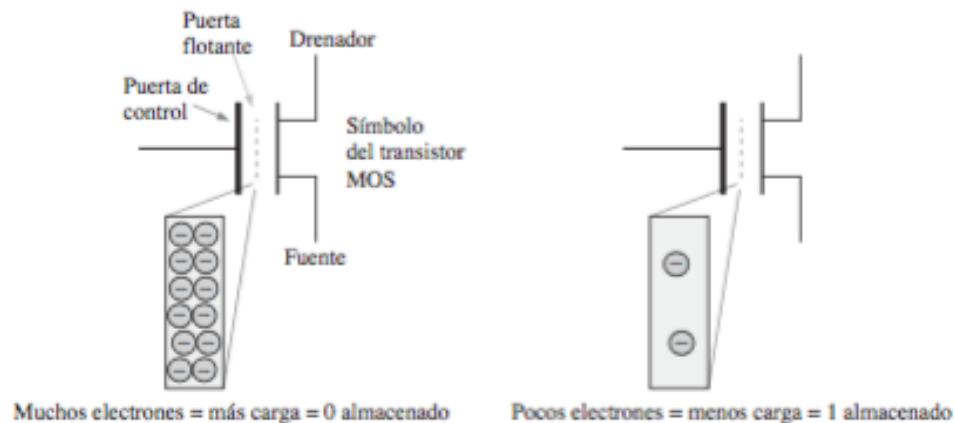 Puerta
flotante
Drenador
Puerta de
control
Símbolo
del transistor
MOS
Fuente
Muchos electrones = más carga = 0 almacenado
Pocos electrones = menos carga = 1 almacenado